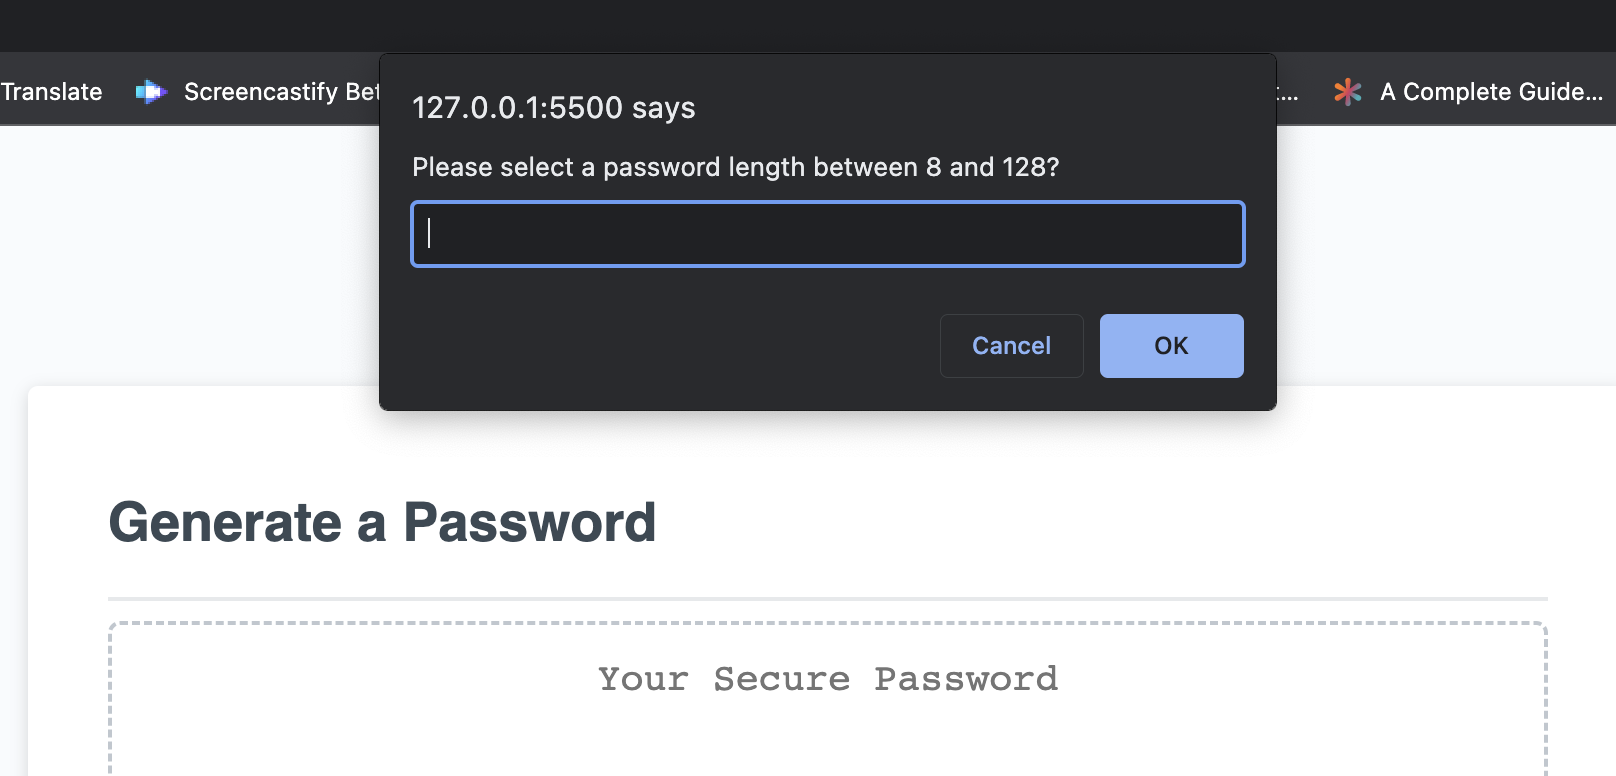 Translate
Screencastify Bet
t...
A Complete Guide...
127.0.0.1:5500 says
Please select a password length between 8 and 128?
Cancel
OK
Generate a Password
Your Secure Password